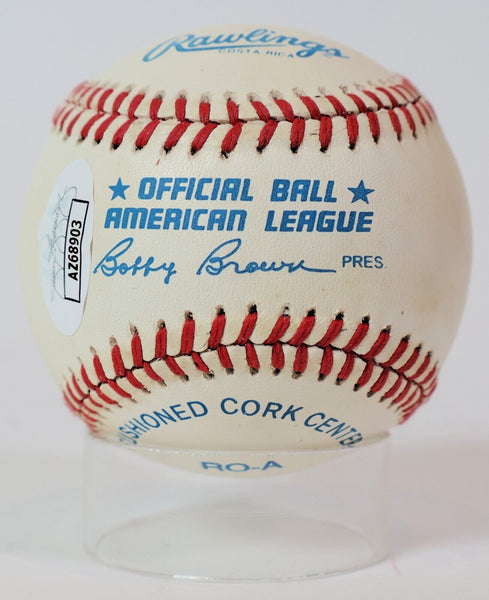 Rawlings
COSTA RICA
★ OFFICIAL BALL ★
AMERICAN LEAGUE
Bobby Brown PRES.
AZ68903
CUSHIONED CORK CENTER
RO-A